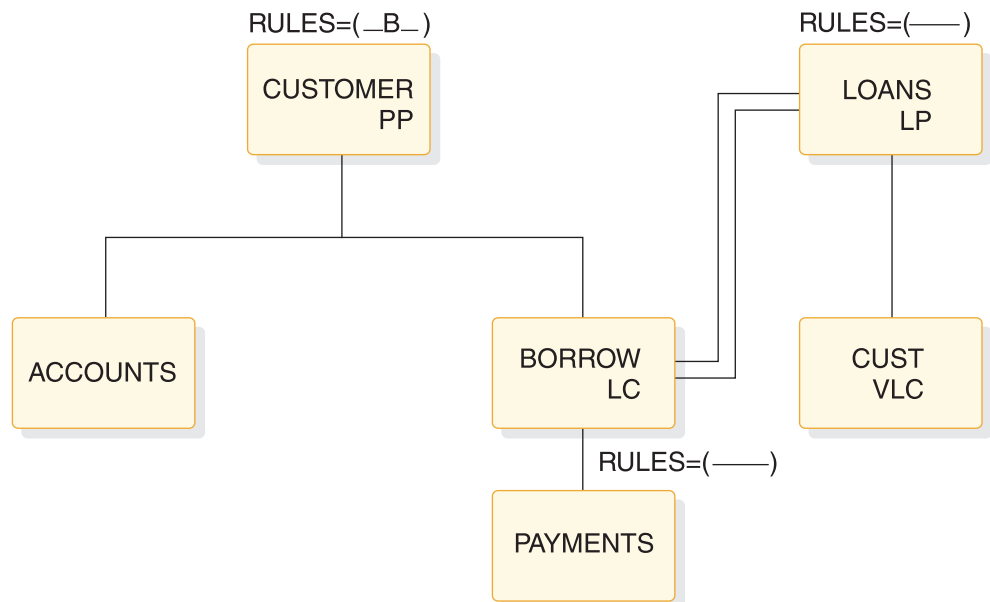 RULES=(_B_)
RULES=(___)
CUSTOMER
PP
LOANS
LP
ACCOUNTS
BORROW
LC
CUST
VLC
RULES=(___)
PAYMENTS